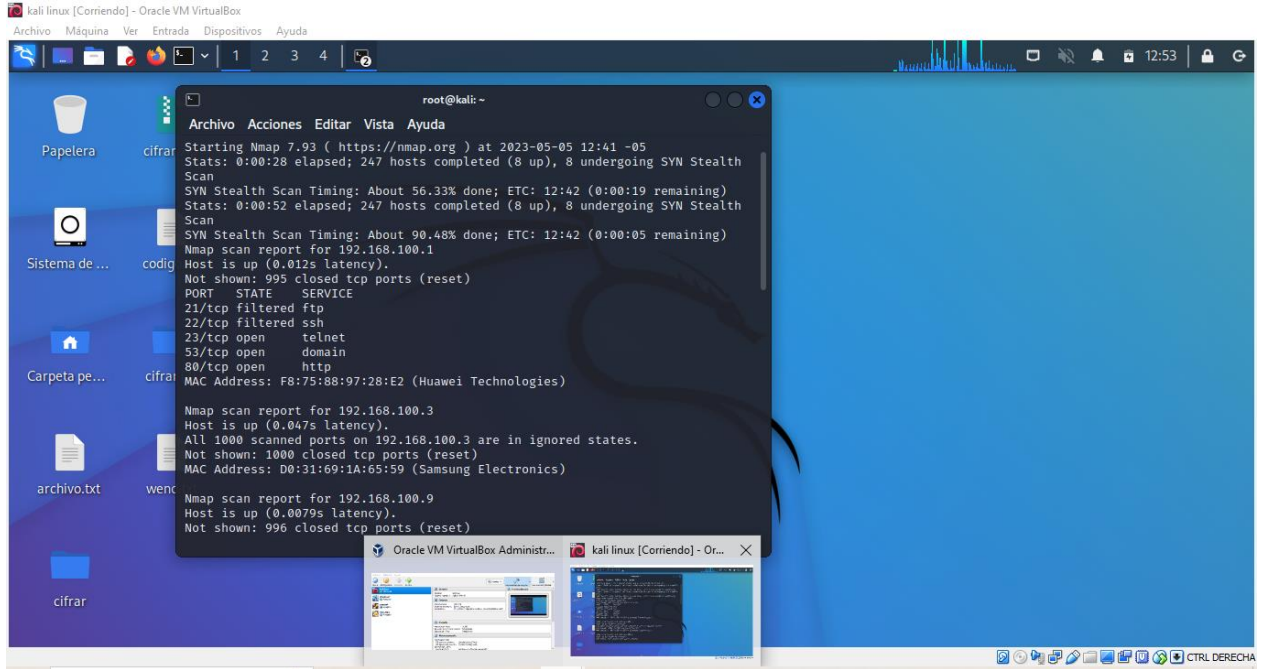 kali linux [Corriendo] - Oracle VM VirtualBox
Archivo Máquina Ver Entrada Dispositivos Ayuda
1 2 3 4 2 12:53
root@kali: ~
Archivo Acciones Editar Vista Ayuda
Starting Nmap 7.93 ( https://nmap.org ) at 2023-05-05 12:41 -05
Stats: 0:00:28 elapsed; 247 hosts completed (8 up), 8 undergoing SYN Stealth
Scan
SYN Stealth Scan Timing: About 56.33% done; ETC: 12:42 (0:00:19 remaining)
Stats: 0:00:52 elapsed; 247 hosts completed (8 up), 8 undergoing SYN Stealth
Scan
SYN Stealth Scan Timing: About 90.48% done; ETC: 12:42 (0:00:05 remaining)
Nmap scan report for 192.168.100.1
Host is up (0.012s latency).
Not shown: 995 closed tcp ports (reset)
PORT STATE SERVICE
21/tcp filtered ftp
22/tcp filtered ssh
23/tcp open telnet
53/tcp open domain
80/tcp open http
MAC Address: F8:75:88:97:28:E2 (Huawei Technologies)
Nmap scan report for 192.168.100.3
Host is up (0.047s latency).
All 1000 scanned ports on 192.168.100.3 are in ignored states.
Not shown: 1000 closed tcp ports (reset)
MAC Address: D0:31:69:1A:65:59 (Samsung Electronics)
Nmap scan report for 192.168.100.9
Host is up (0.0079s latency).
Not shown: 996 closed tcp ports (reset)
Papelera
cifrar
Sistema de ...
codig
Carpeta pe...
cifrar
archivo.txt
wend
cifrar
Oracle VM VirtualBox Administr...
kali linux [Corriendo] - Or...
CTRL DERECHA